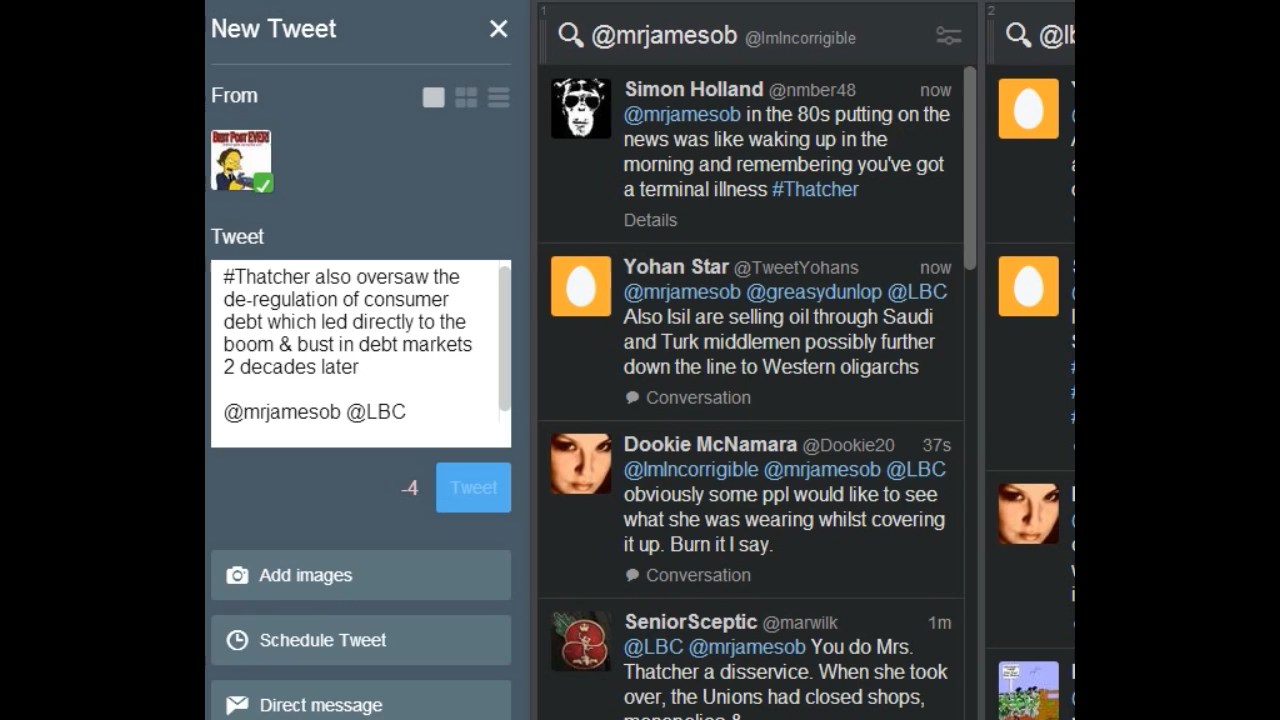 New Tweet
From
BEST POST EVER!
Tweet
#Thatcher also oversaw the
de-regulation of consumer
debt which led directly to the
boom & bust in debt markets
2 decades later
@mrjamesob @LBC
-4
Tweet
Add images
Schedule Tweet
Direct message
1
@mrjamesob @ImIncorrigible
Simon Holland @nmber48 now
@mrjamesob in the 80s putting on the
news was like waking up in the
morning and remembering you've got
a terminal illness #Thatcher
Details
Yohan Star @TweetYohans now
@mrjamesob @greasydunlop @LBC
Also Isil are selling oil through Saudi
and Turk middlemen possibly further
down the line to Western oligarchs
Conversation
Dookie McNamara @Dookie20 37s
@ImIncorrigible @mrjamesob @LBC
obviously some ppl would like to see
what she was wearing whilst covering
it up. Burn it I say.
Conversation
SeniorSceptic @marwilk 1m
@LBC @mrjamesob You do Mrs.
Thatcher a disservice. When she took
over, the Unions had closed shops,
2